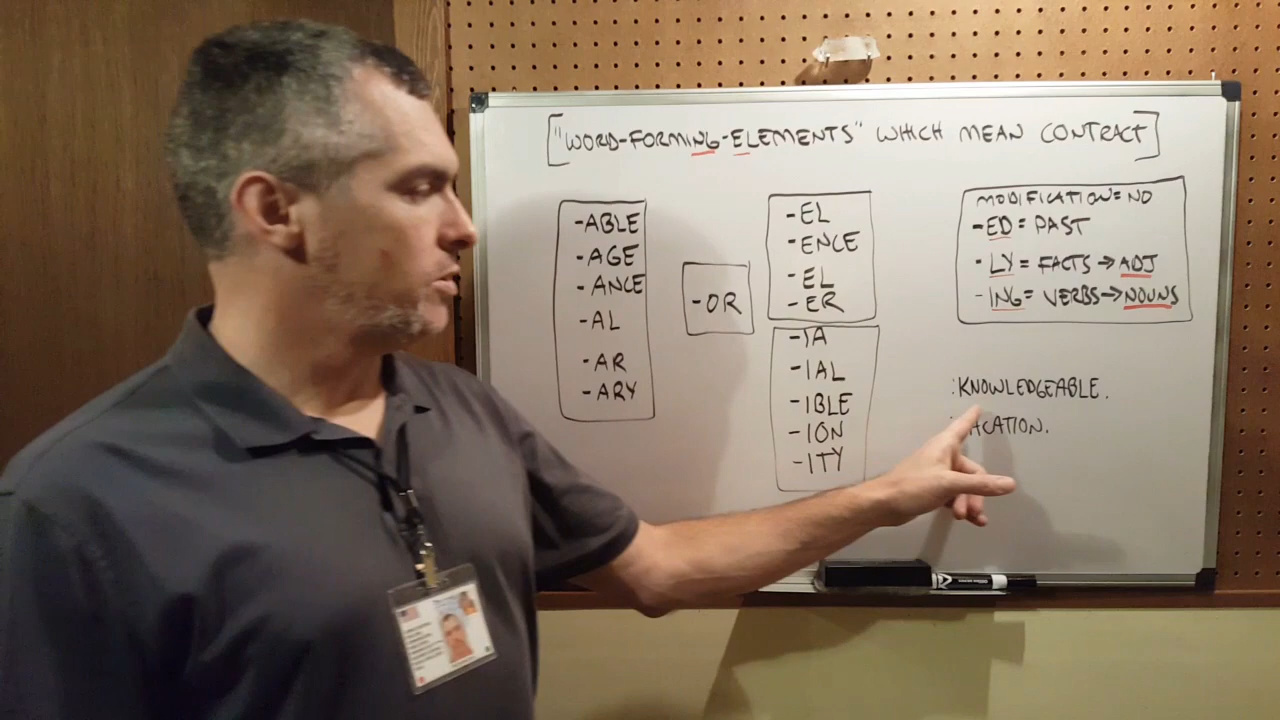 ["WORD-FORMING-ELEMENTS" WHICH MEAN CONTRACT]
-ABLE
-AGE
-ANCE
-AL
-AR
-ARY
-OR
-EL
-ENCE
-EL
-ER
-IA
-IAL
-IBLE
-ION
-ITY
MODIFICATION=NO
-ED=PAST
-LY=FACTS→ADJ
-ING=VERBS→NOUNS
:KNOWLEDGEABLE.